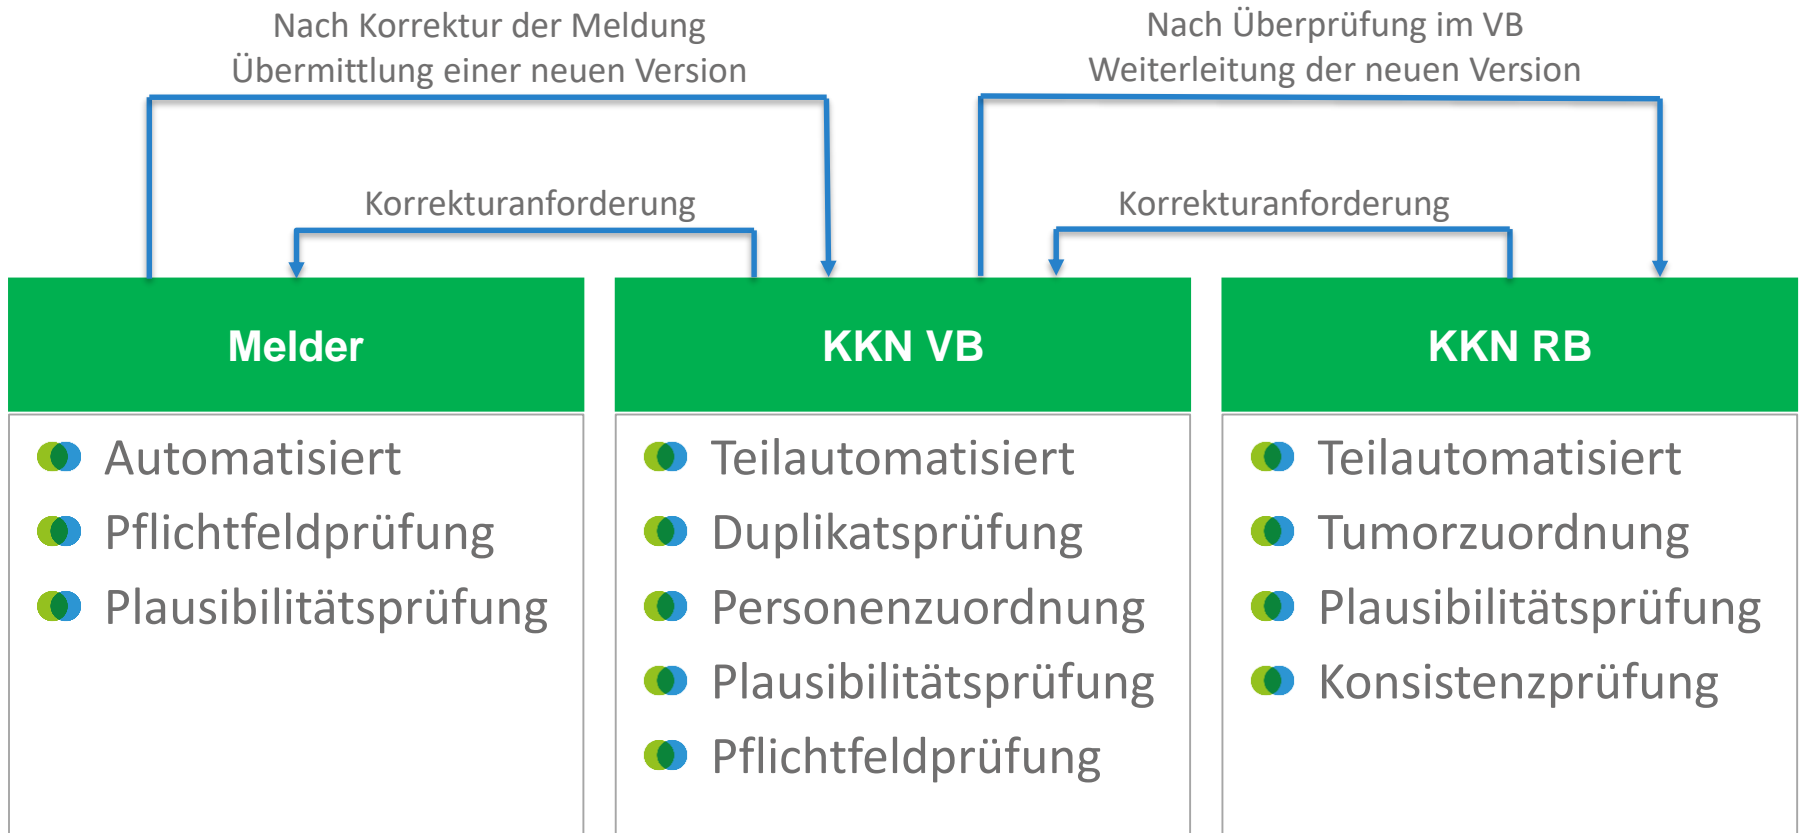 Nach Korrektur der Meldung
Übermittlung einer neuen Version
Nach Überprüfung im VB
Weiterleitung der neuen Version
Korrekturanforderung
Korrekturanforderung
Melder
Automatisiert
Pflichtfeldprüfung
Plausibilitätsprüfung
KKN VB
Teilautomatisiert
Duplikatsprüfung
Personenzuordnung
Plausibilitätsprüfung
Pflichtfeldprüfung
KKN RB
Teilautomatisiert
Tumorzuordnung
Plausibilitätsprüfung
Konsistenzprüfung